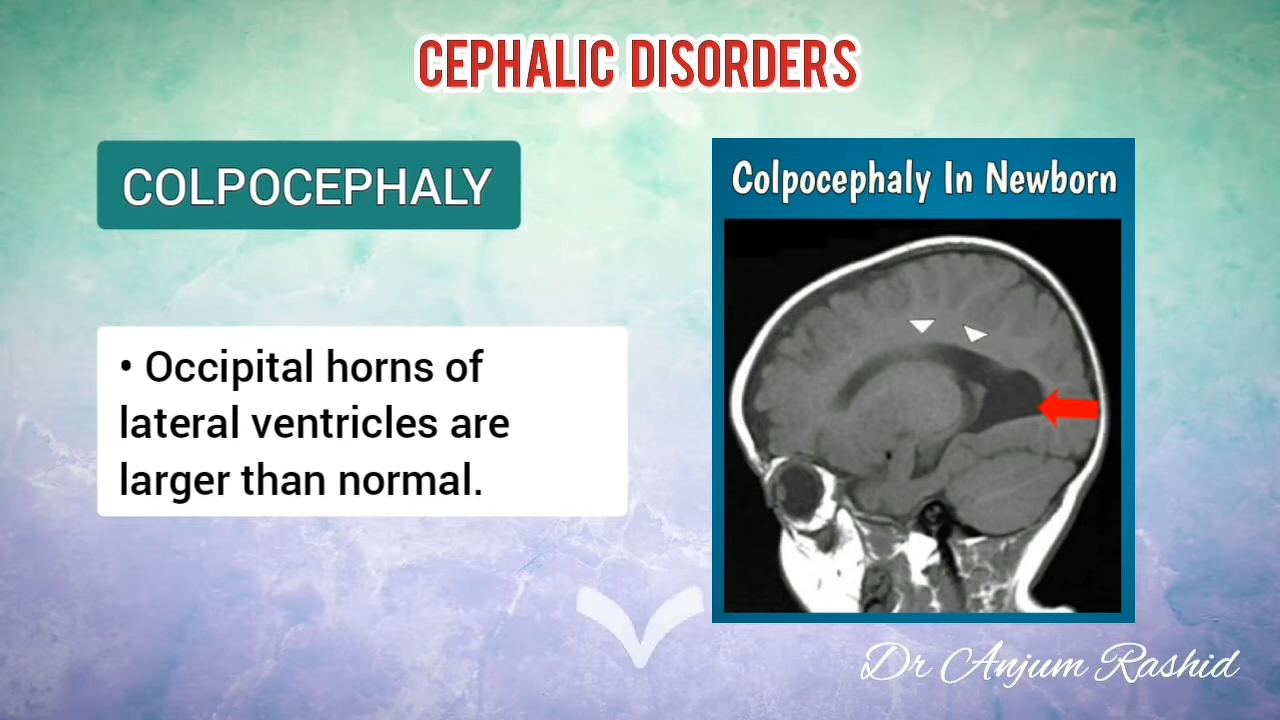 CEPHALIC DISORDERS
COLPOCEPHALY
• Occipital horns of
lateral ventricles are
larger than normal.
Colpocephaly In Newborn
Dr Anjum Rashid